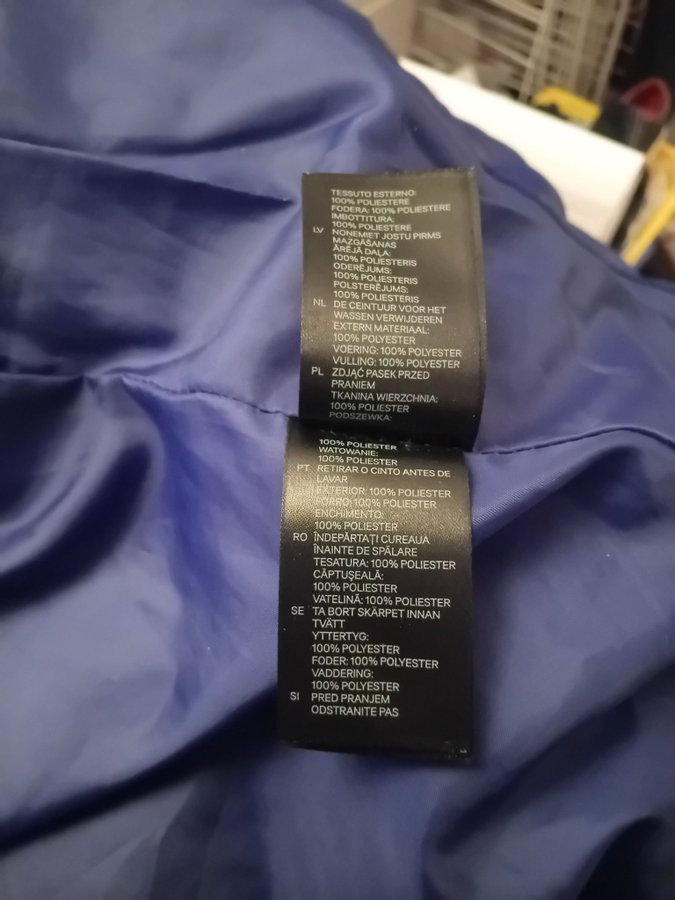 TESSUTO ESTERNO:
100% POLIESTERE
FODERA: 100% POLIESTERE
IMBOTTITURA:
100% POLIESTERE
LV NONEMIET JOSTU PIRMS
MAZGĀŠANAS
ĀRĒJĀ DAĻA:
100% POLIESTERIS
ODERĒJUMS:
100% POLIESTERIS
POLSTERĒJUMS:
100% POLIESTERIS
NL DE CEINTUUR VOOR HET
WASSEN VERWIJDEREN
EXTERN MATERIAAL:
100% POLYESTER
VOERING: 100% POLYESTER
VULLING: 100% POLYESTER
PL ZDJĄĆ PASEK PRZED
PRANIEM
TKANINA WIERZCHNIA:
100% POLIESTER
PODSZEWKA:
100% POLIESTER
WATOWANIE:
100% POLIESTER
PT RETIRAR O CINTO ANTES DE
LAVAR
EXTERIOR: 100% POLIÉSTER
FORRO: 100% POLIÉSTER
ENCHIMENTO:
100% POLIÉSTER
RO ÎNDEPĂRTAȚI CUREAUA
ÎNAINTE DE SPĂLARE
TESATURA: 100% POLIESTER
CĂPTUȘEALĂ:
100% POLIESTER
VATELINĂ: 100% POLIESTER
SE TA BORT SKÄRPET INNAN
TVÄTT
YTTERTYG:
100% POLYESTER
FODER: 100% POLYESTER
VADDERING:
100% POLYESTER
SI PRED PRANJEM
ODSTRANITE PAS